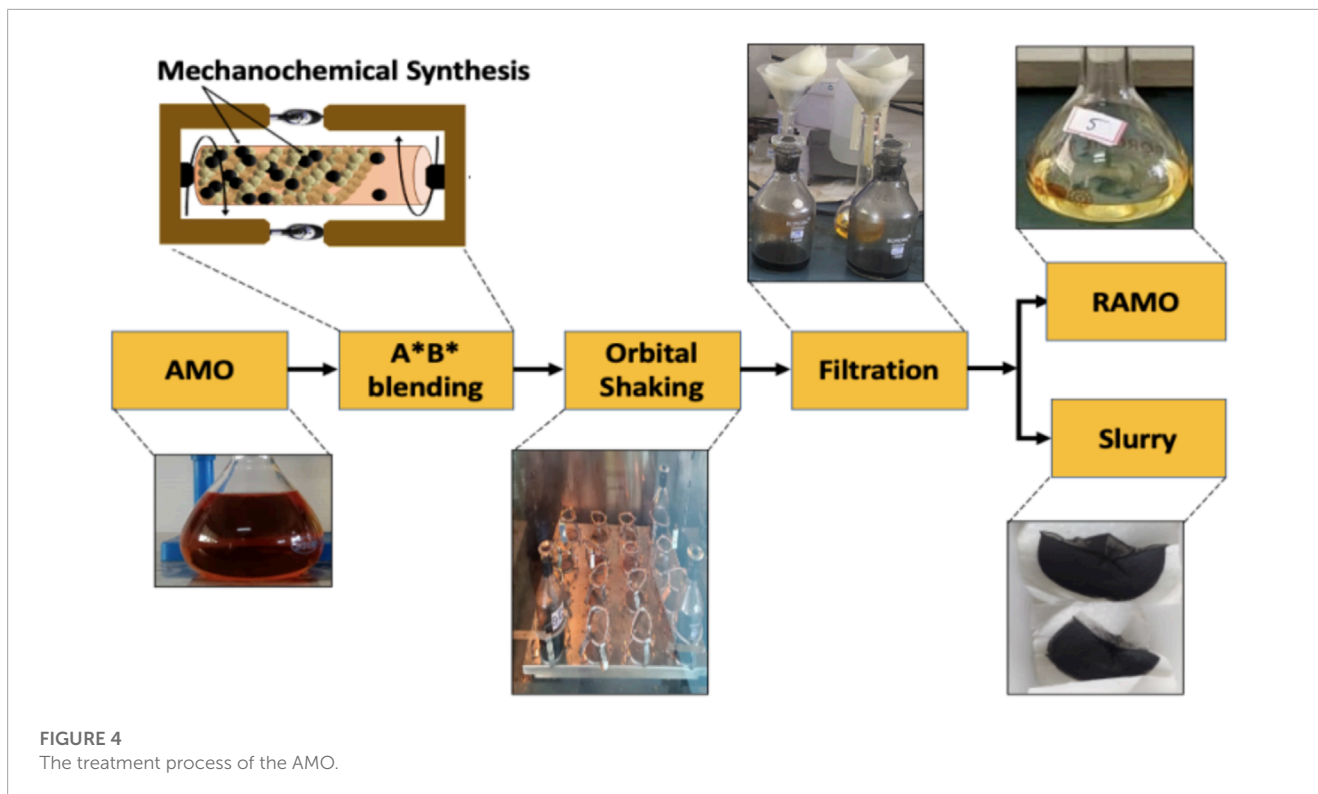 Mechanochemical Synthesis
AMO
A*B*
blending
Orbital
Shaking
Filtration
RAMO
Slurry
5
FIGURE 4
The treatment process of the AMO.